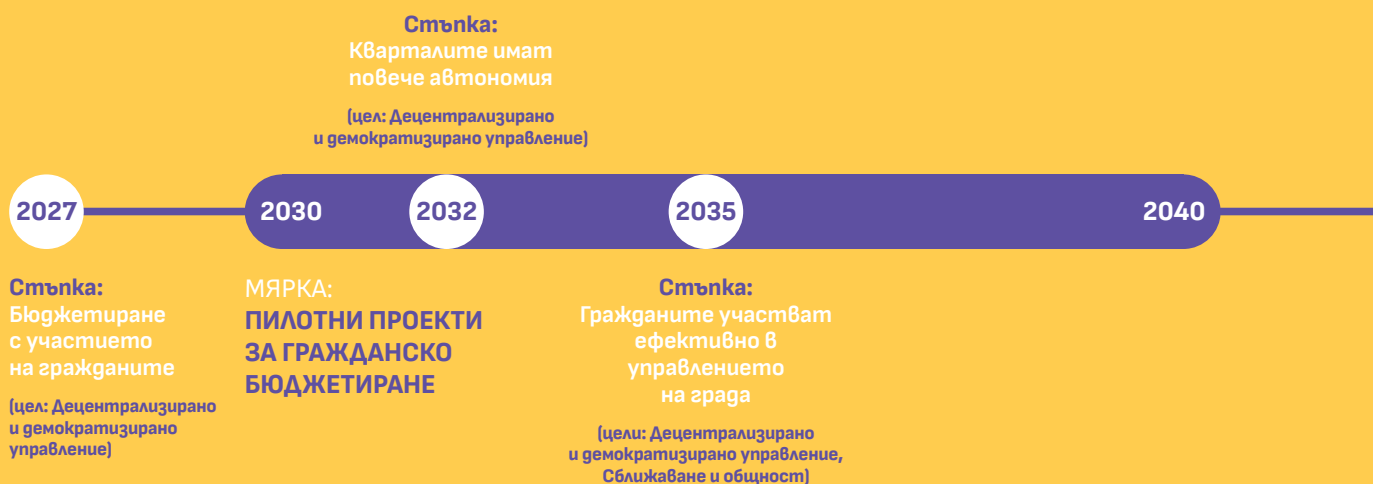 Стъпка:
Кварталите имат
повече автономия
(цел: Децентрализирано
и демократизирано управление)
2027
2030
2032
2035
2040
Стъпка:
Бюджетиране
с участието
на гражданите
(цел: Децентрализирано
и демократизирано
управление)
МЯРКА:
ПИЛОТНИ ПРОЕКТИ
ЗА ГРАЖДАНСКО
БЮДЖЕТИРАНЕ
Стъпка:
Гражданите участват
ефективно в
управлението
на града
(цели: Децентрализирано
и демократизирано управление,
Сближаване и общност)